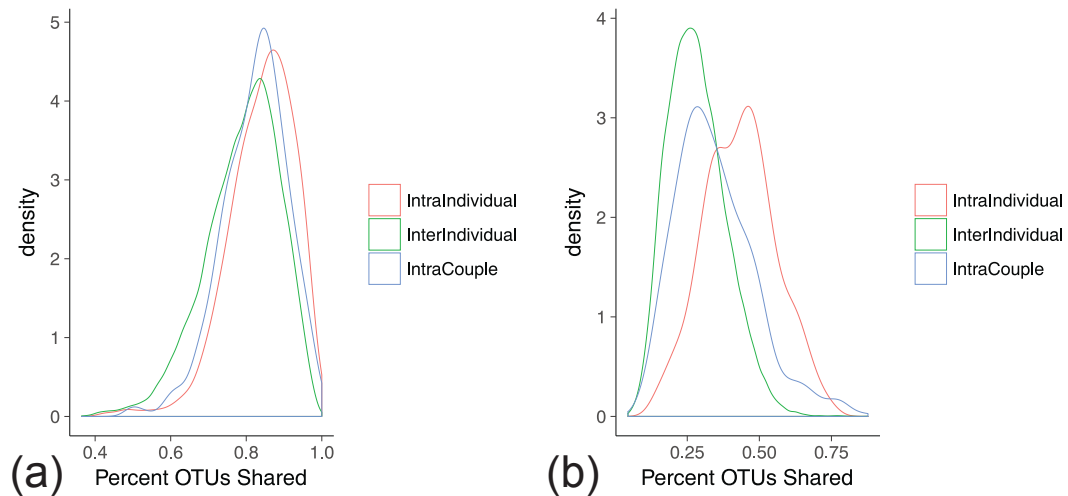 5
4
3
2
1
0
density
0.4
0.6
0.8
1.0
Percent OTUs Shared
(a)
IntraIndividual
InterIndividual
IntraCouple
4
3
2
1
0
density
0.25
0.50
0.75
Percent OTUs Shared
(b)
IntraIndividual
InterIndividual
IntraCouple